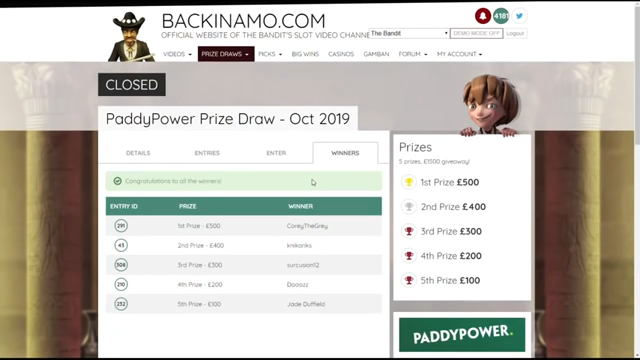 BACKINAMO.COM
OFFICIAL WEBSITE OF THE BANDIT'S SLOT VIDEO CHANNE
The Bandit
DEMO MODE OFF
Logout
VIDEOS PRIZE DRAWS PICKS BIG WINS CASINOS GAMBAN FORUM MY ACCOUNT
CLOSED
PaddyPower Prize Draw - Oct 2019
DETAILS ENTRIES ENTER WINNERS
Congratulations to all the winners!
ENTRY ID PRIZE WINNER
291 1st Prize - £500 CoreyTheGrey
43 2nd Prize - £400 knikanks
308 3rd Prize - £300 surcusion12
210 4th Prize - £200
232 5th Prize - £100 Jade Duffield
Prizes
5 prizes, £1500 giveaway!
1st Prize £500
2nd Prize £400
3rd Prize £300
4th Prize £200
5th Prize £100
PADDYPOWER.